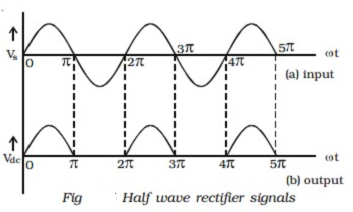 Vs
O π 2π 3π 4π 5π ωt
(a) input
Vdc
O π 2π 3π 4π 5π ωt
(b) output
Fig Half wave rectifier signals